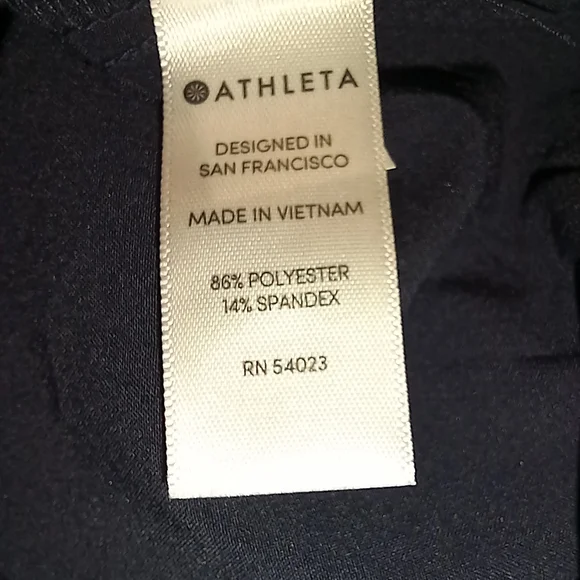 ATHLETA
DESIGNED IN
SAN FRANCISCO
MADE IN VIETNAM
86% POLYESTER
14% SPANDEX
RN 54023